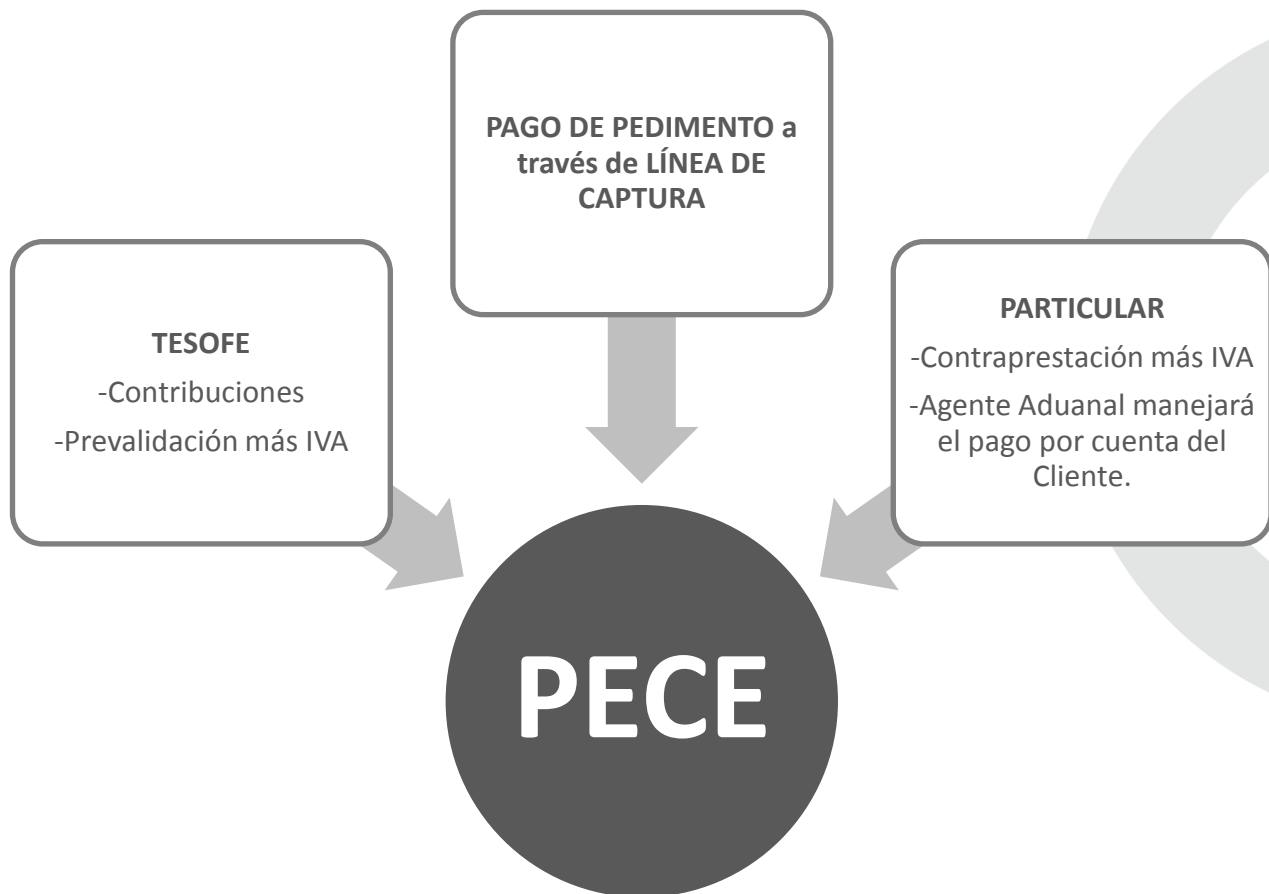 PAGO DE PEDIMENTO a
través de LÍNEA DE
CAPTURA
TESOFE
-Contribuciones
-Prevalidación más IVA
PARTICULAR
-Contraprestación más IVA
-Agente Aduanal manejará
el pago por cuenta del
Cliente.
PECE